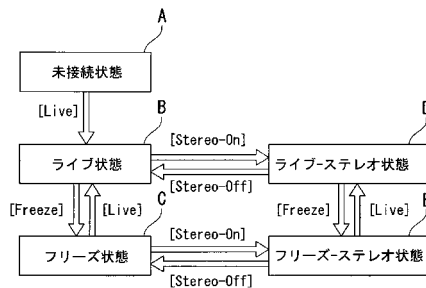 A
未接続状態
[Live]
B
[Stereo-On]
ライブ状態
ライブ-ステレオ状態
[Stereo-Off]
[Freeze]
[Live]
[Freeze]
[Live]
C
[Stereo-On]
E
フリーズ状態
フリーズ-ステレオ状態
[Stereo-Off]